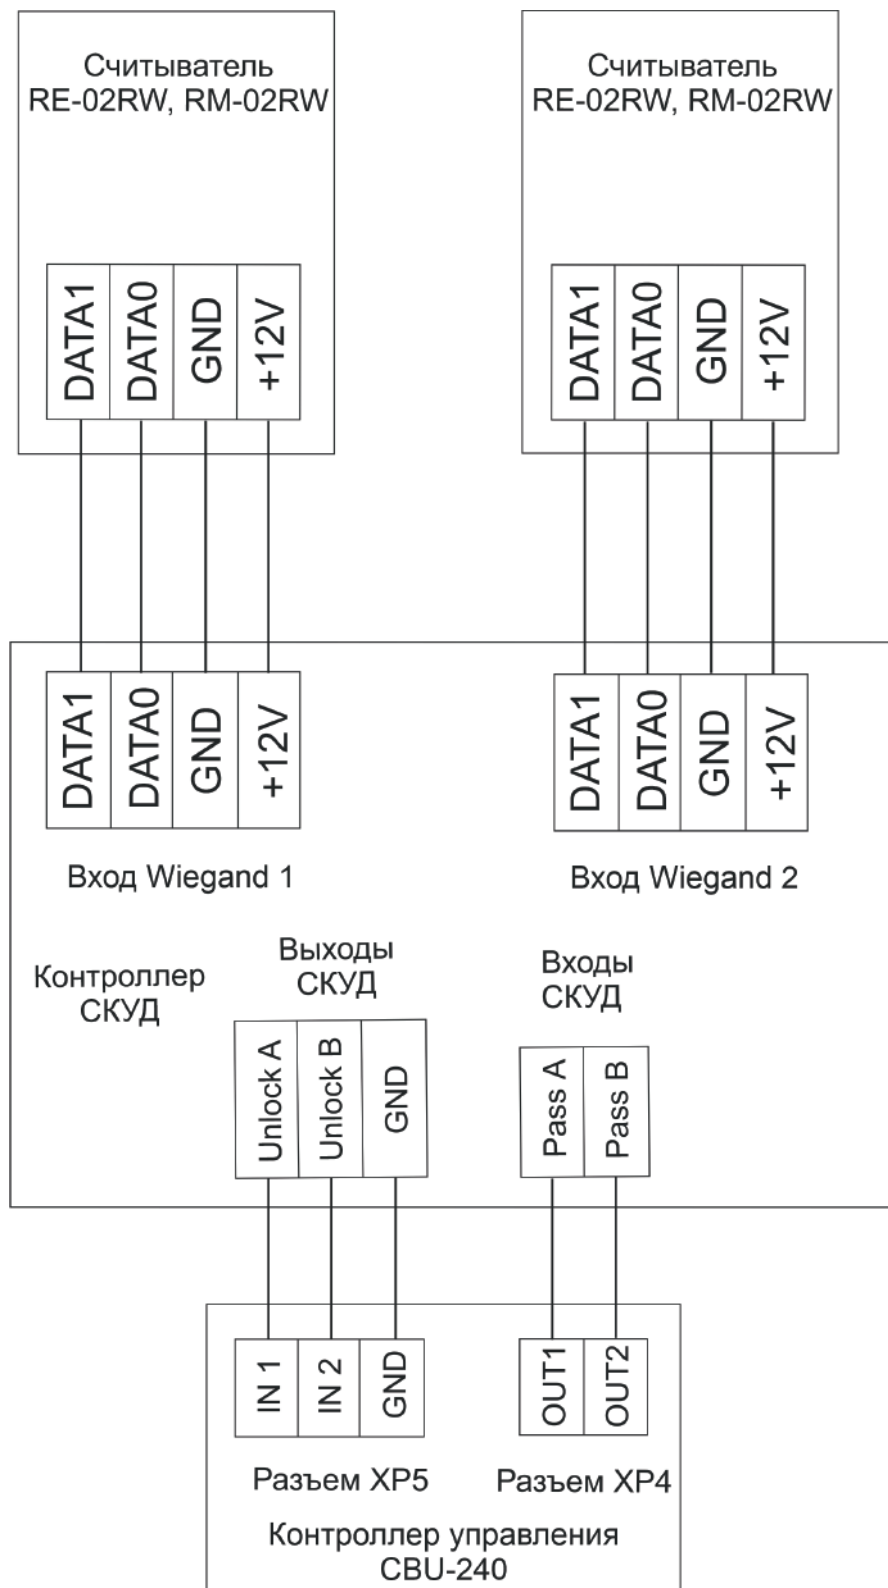 Считыватель
RE-02RW, RM-02RW
DATA1
DATA0
GND
+12V
Считыватель
RE-02RW, RM-02RW
DATA1
DATA0
GND
+12V
DATA1
DATA0
GND
+12V
Вход Wiegand 1
DATA1
DATA0
GND
+12V
Вход Wiegand 2
Контроллер
СКУД
Выходы
СКУД
Unlock A
Unlock B
GND
Входы
СКУД
Pass A
Pass B
IN 1
IN 2
GND
Разъем XP5
OUT1
OUT2
Разъем XP4
Контроллер управления
CBU-240